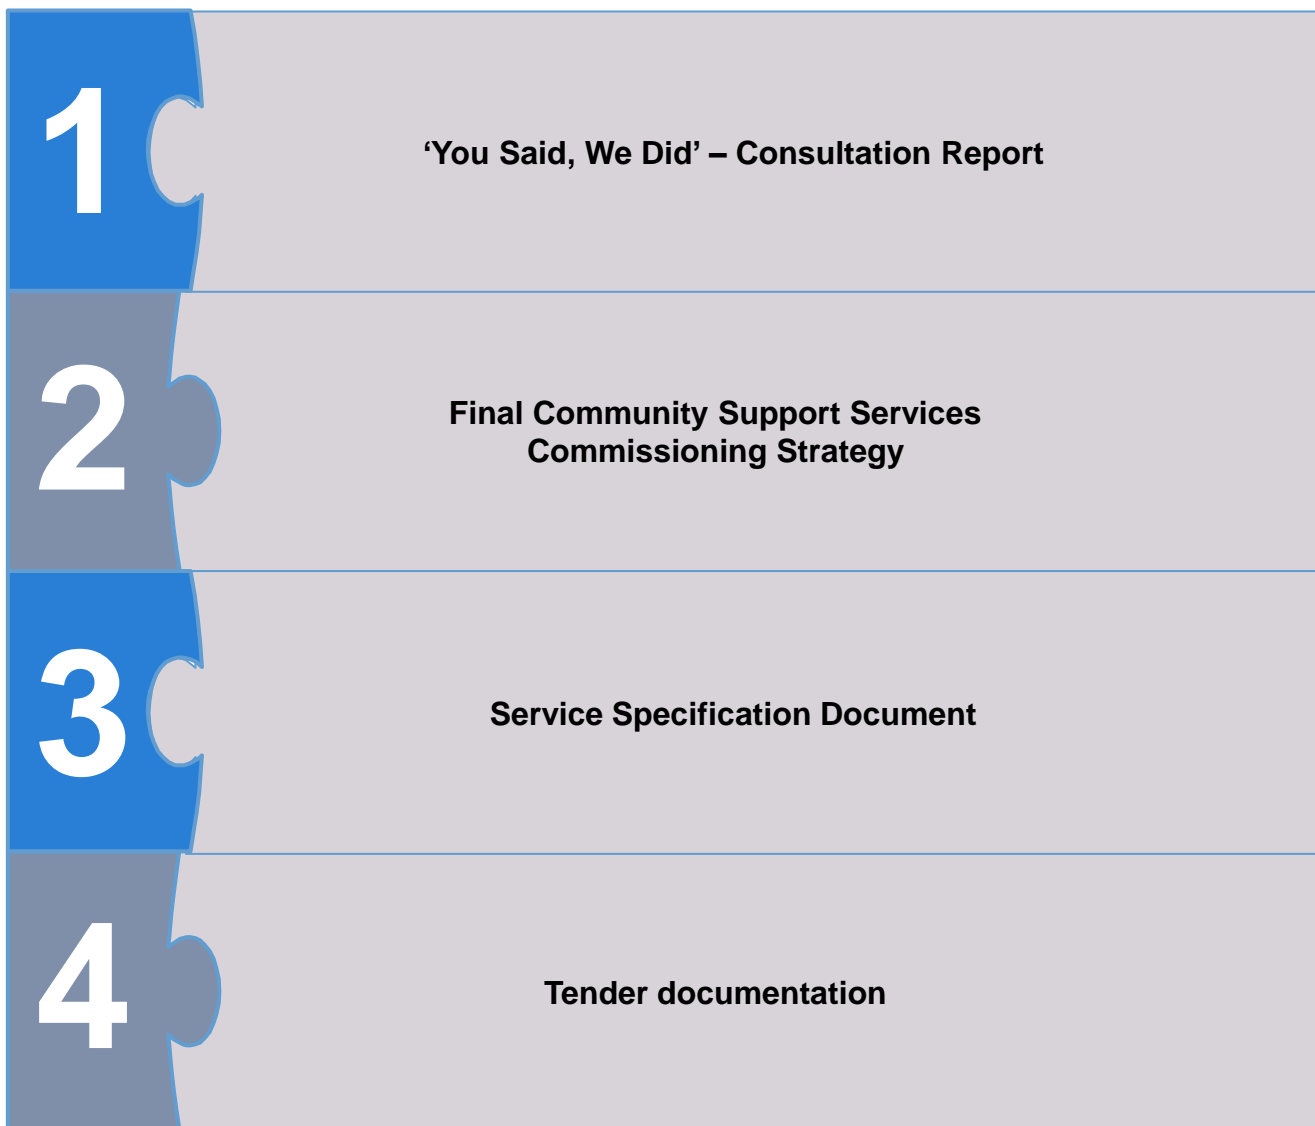 1
‘You Said, We Did’ – Consultation Report
2
Final Community Support Services
Commissioning Strategy
3
Service Specification Document
4
Tender documentation